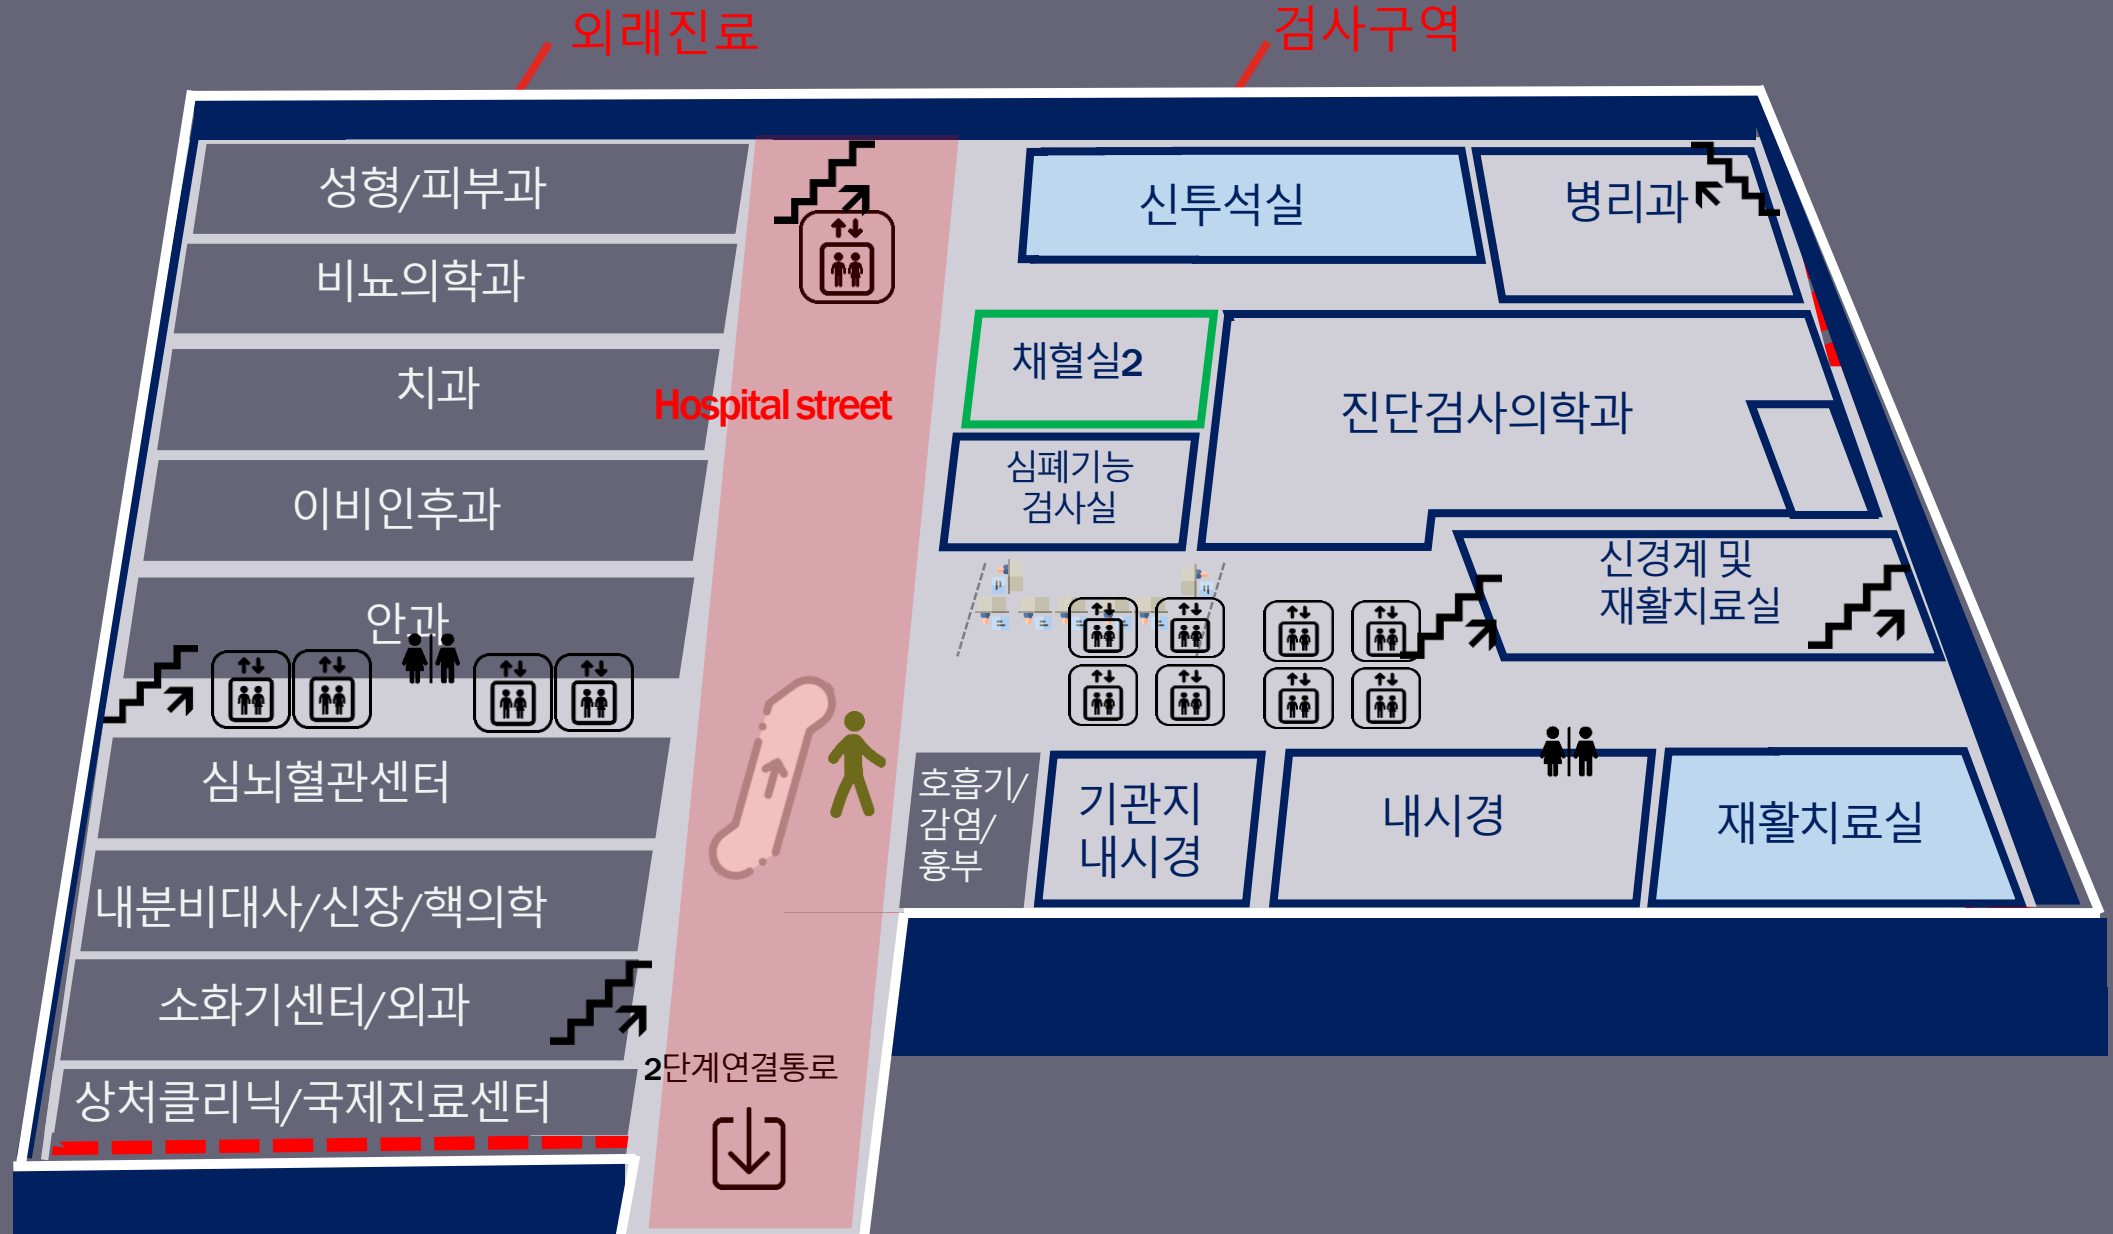 외래진료
검사구역
성형/피부과
비뇨의학과
치과
이비인후과
안과
심뇌혈관센터
내분비대사/신장/핵의학
소화기센터/외과
상처클리닉/국제진료센터
Hospital street
2단계연결통로
신투석실
병리과
채혈실2
진단검사의학과
심폐기능
검사실
신경계 및
재활치료실
호흡기/
감염/
흉부
기관지
내시경
내시경
재활치료실